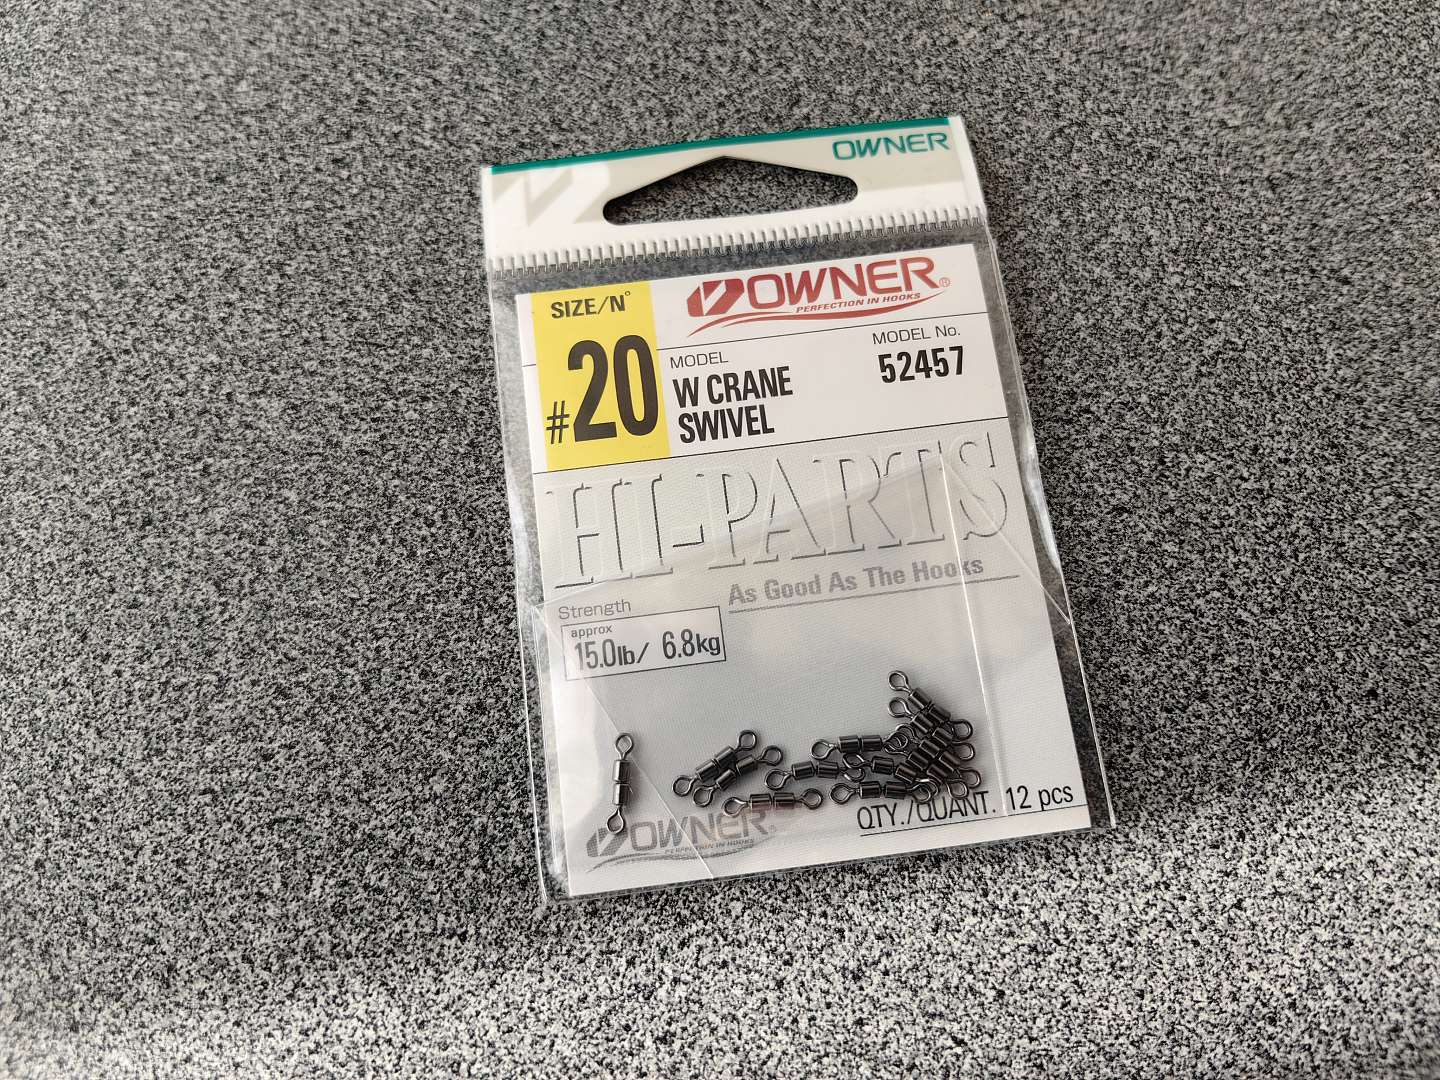 OWNER
SIZE/N°
#20
OWNER®
PERFECTION IN HOOKS
MODEL
W CRANE
SWIVEL
MODEL No.
52457
HI-PARTS
As Good As The Hooks
Strength
approx
15.0lb/ 6.8kg
OWNER
PERFECTION IN HOOKS
QTY./QUANT. 12 pcs